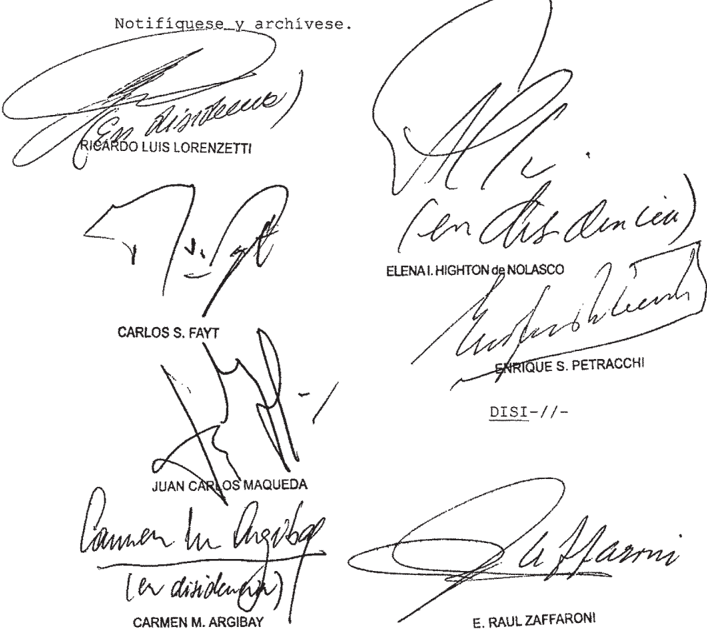 Notifíquese y archívese.
(En disidencia)
RICARDO LUIS LORENZETTI
(en disidencia)
ELENA I. HIGHTON de NOLASCO
C. S. Fayt
CARLOS S. FAYT
ENRIQUE S. PETRACCHI
DISI-//-
JUAN CARLOS MAQUEDA
Carmen M Argibay
(en disidencia)
CARMEN M. ARGIBAY
Zaffaroni
E. RAUL ZAFFARONI